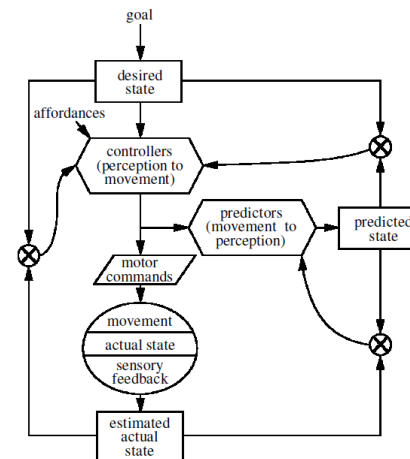 goal
desired
state
affordances
controllers
(perception to
movement)
predictors
(movement to
perception)
predicted
state
motor
commands
movement
actual state
sensory
feedback
estimated
actual
state